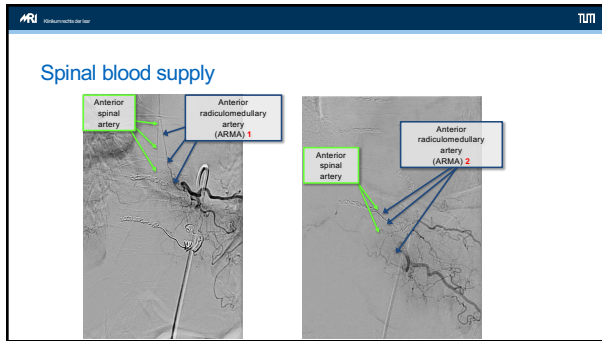 MRI Klinikum rechts der Isar
TUM
Spinal blood supply
Anterior
spinal
artery
Anterior
radiculomedullary
artery
(ARMA) 1
Anterior
spinal
artery
Anterior
radiculomedullary
artery
(ARMA) 2